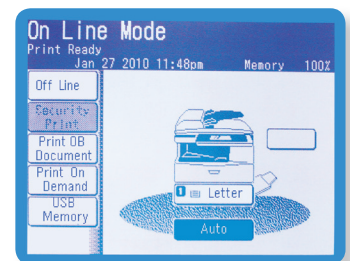 On Line Mode
Print Ready
Jan 27 2010 11:48pm Memory 100%
Off Line
Security
Print
Print OB
Document
Print On
Demand
USB
Memory
1 Letter
Auto